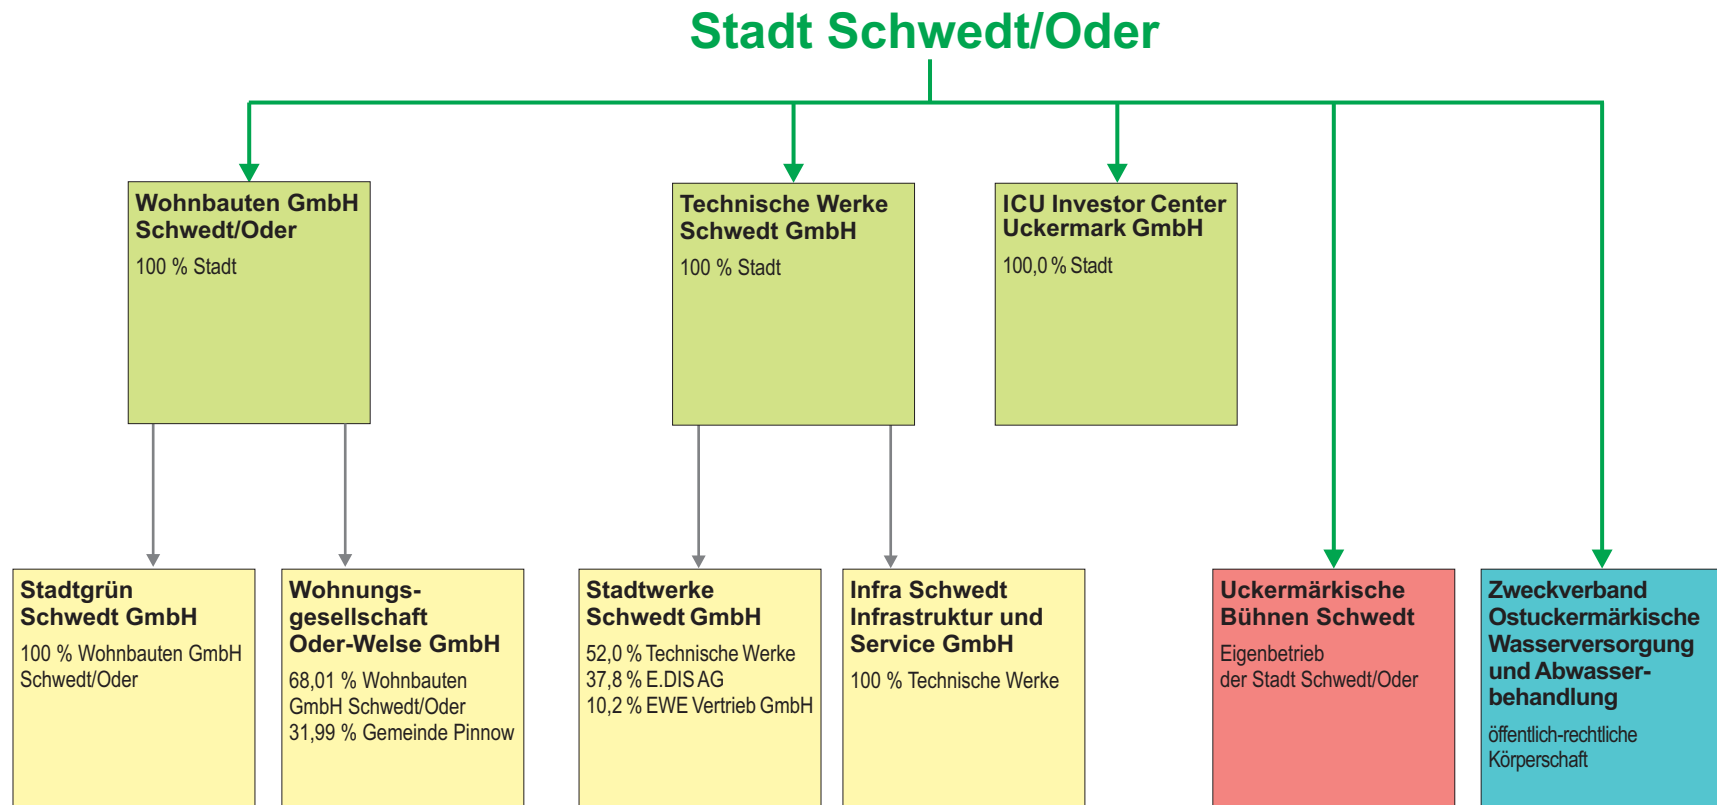 Stadt Schwedt/Oder
Wohnbauten GmbH
Schwedt/Oder
100 % Stadt
Technische Werke
Schwedt GmbH
100 % Stadt
ICU Investor Center
Uckermark GmbH
100,0 % Stadt
Stadtgrün
Schwedt GmbH
100 % Wohnbauten GmbH
Schwedt/Oder
Wohnungs-
gesellschaft
Oder-Welse GmbH
68,01 % Wohnbauten
GmbH Schwedt/Oder
31,99 % Gemeinde Pinnow
Stadtwerke
Schwedt GmbH
52,0 % Technische Werke
37,8 % E.DIS AG
10,2 % EWE Vertrieb GmbH
Infra Schwedt
Infrastruktur und
Service GmbH
100 % Technische Werke
Uckermärkische
Bühnen Schwedt
Eigenbetrieb
der Stadt Schwedt/Oder
Zweckverband
Ostuckermärkische
Wasserversorgung
und Abwasser-
behandlung
öffentlich-rechtliche
Körperschaft